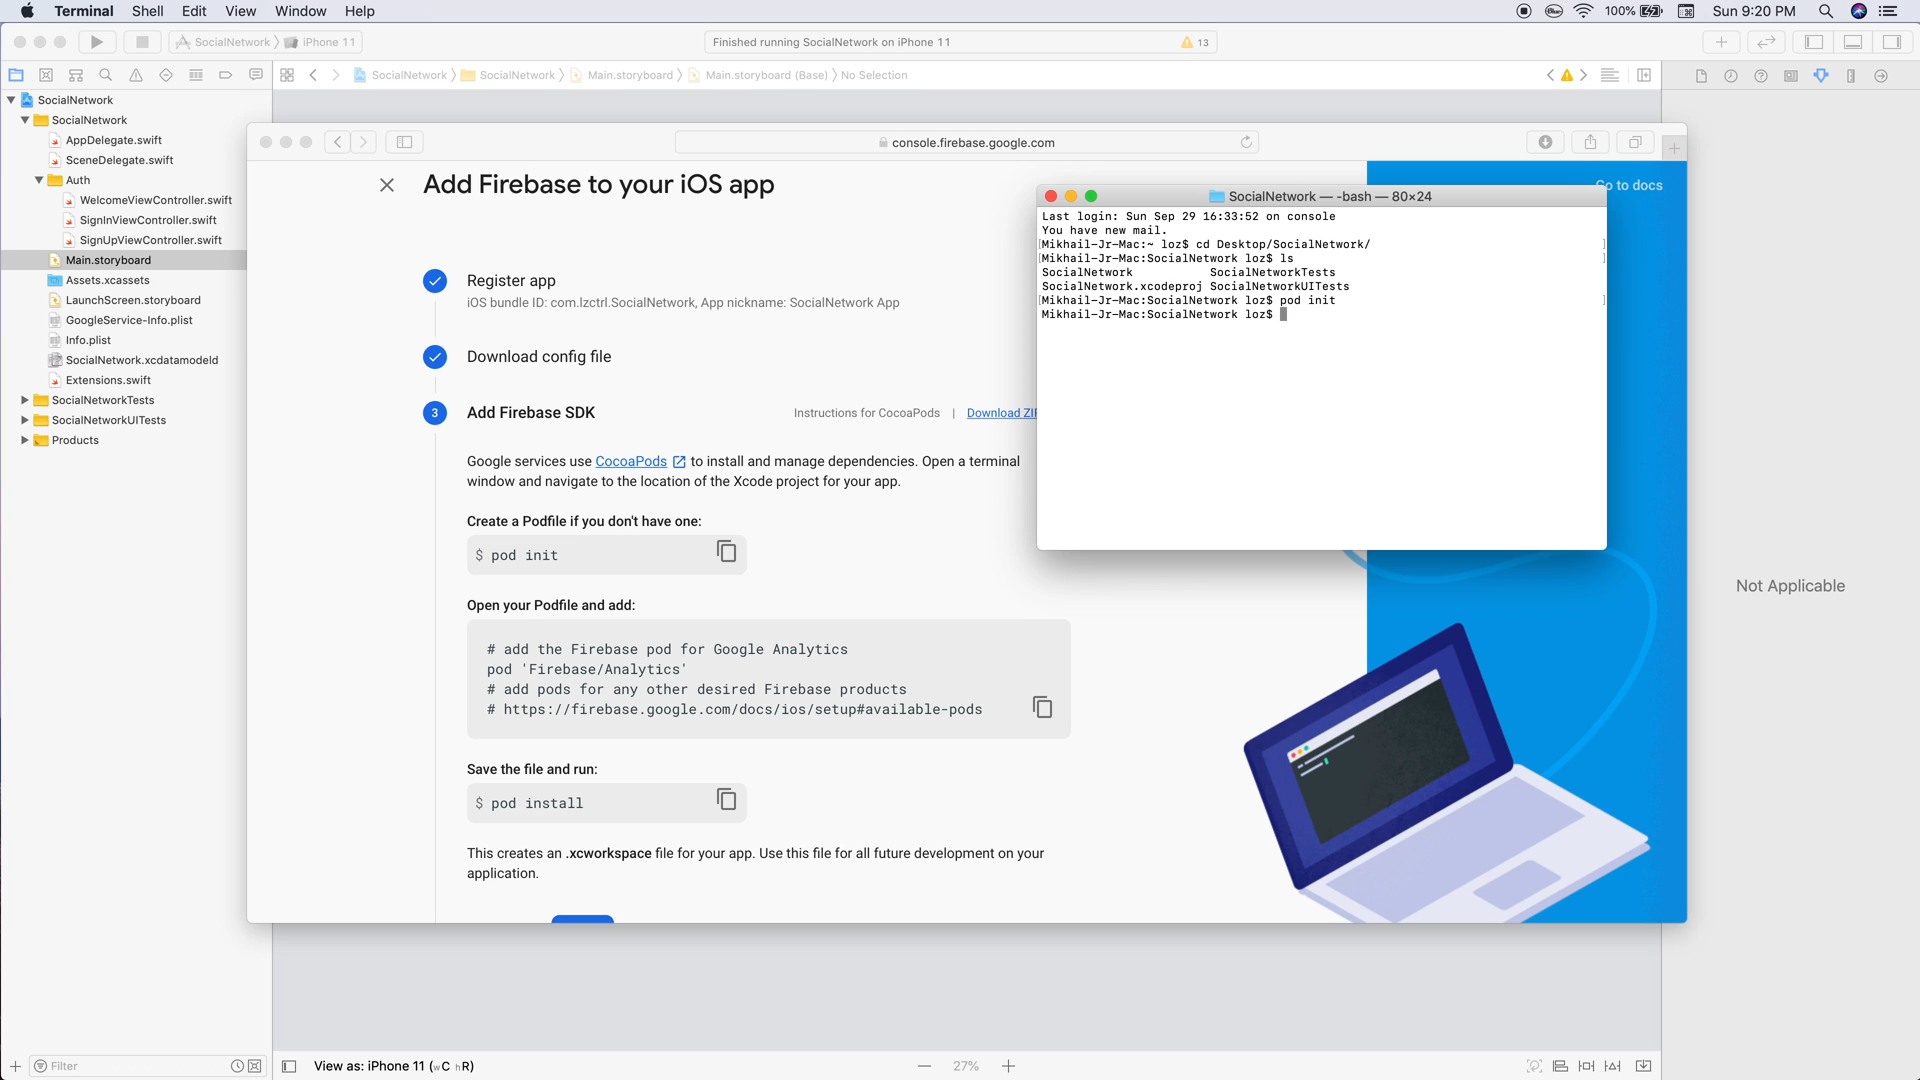 Terminal Shell Edit View Window Help
100% Sun 9:20 PM
SocialNetwork iPhone 11
Finished running SocialNetwork on iPhone 11
13
SocialNetwork SocialNetwork Main.storyboard Main.storyboard (Base) No Selection
SocialNetwork
SocialNetwork
AppDelegate.swift
SceneDelegate.swift
Auth
WelcomeViewController.swift
SignInViewController.swift
SignUpViewController.swift
Main.storyboard
Assets.xcassets
LaunchScreen.storyboard
GoogleService-Info.plist
Info.plist
SocialNetwork.xcdatamodeld
Extensions.swift
SocialNetworkTests
SocialNetworkUITests
Products
Filter
console.firebase.google.com
Add Firebase to your iOS app
Go to docs
Register app
iOS bundle ID: com.lzctrl.SocialNetwork, App nickname: SocialNetwork App
Download config file
3 Add Firebase SDK
Instructions for CocoaPods | Download ZIP
Google services use CocoaPods to install and manage dependencies. Open a terminal
window and navigate to the location of the Xcode project for your app.
Create a Podfile if you don't have one:
$ pod init
Open your Podfile and add:
# add the Firebase pod for Google Analytics
pod 'Firebase/Analytics'
# add pods for any other desired Firebase products
# https://firebase.google.com/docs/ios/setup#available-pods
Save the file and run:
$ pod install
This creates an .xcworkspace file for your app. Use this file for all future development on your
application.
SocialNetwork — -bash — 80×24
Last login: Sun Sep 29 16:33:52 on console
You have new mail.
[Mikhail-Jr-Mac:~ loz$ cd Desktop/SocialNetwork/ ]
[Mikhail-Jr-Mac:SocialNetwork loz$ ls ]
SocialNetwork SocialNetworkTests
SocialNetwork.xcodeproj SocialNetworkUITests
[Mikhail-Jr-Mac:SocialNetwork loz$ pod init ]
Mikhail-Jr-Mac:SocialNetwork loz$
Not Applicable
View as: iPhone 11 (wC hR)
27%